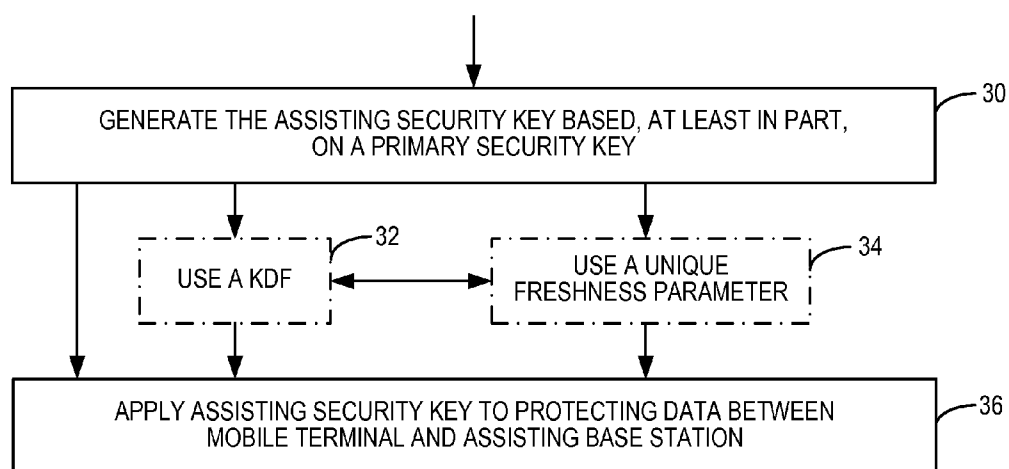 GENERATE THE ASSISTING SECURITY KEY BASED, AT LEAST IN PART,
ON A PRIMARY SECURITY KEY
30
USE A KDF
32
USE A UNIQUE
FRESHNESS PARAMETER
34
APPLY ASSISTING SECURITY KEY TO PROTECTING DATA BETWEEN
MOBILE TERMINAL AND ASSISTING BASE STATION
36